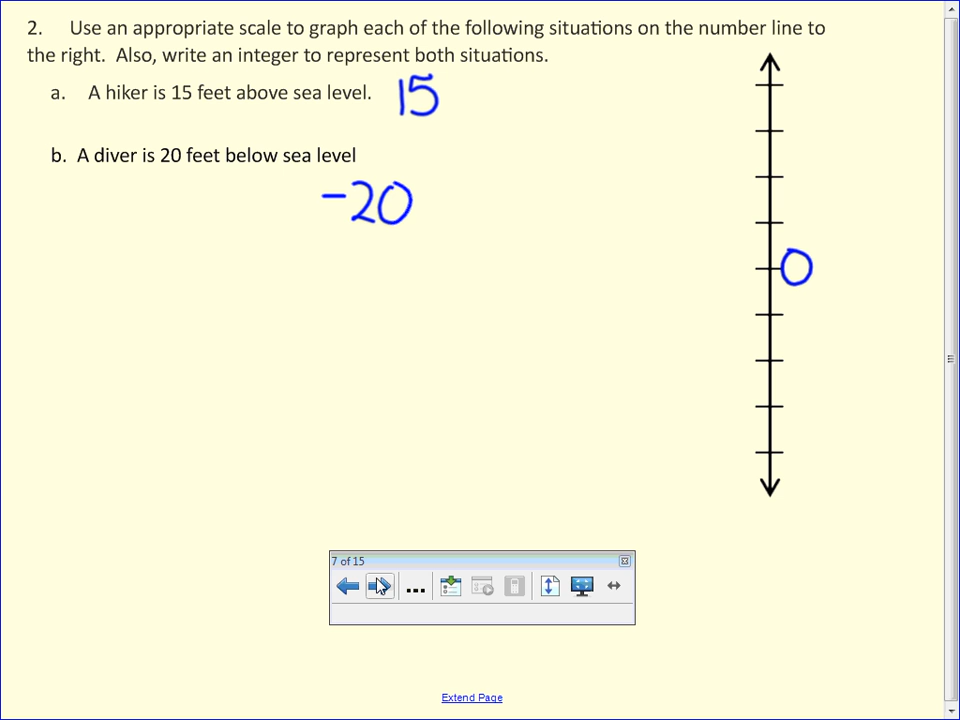 2. Use an appropriate scale to graph each of the following situations on the number line to
the right. Also, write an integer to represent both situations.
a. A hiker is 15 feet above sea level. 15
b. A diver is 20 feet below sea level
-20
0
7 of 15
...
Extend Page